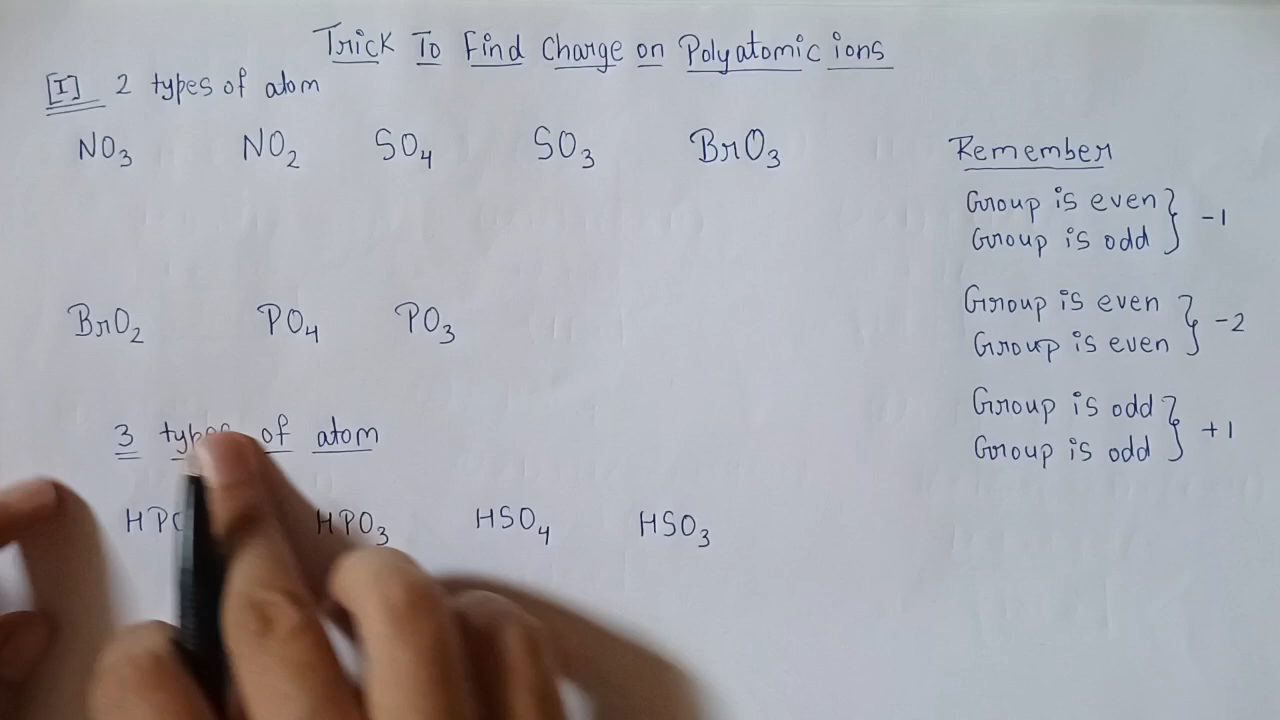 Trick To Find Charge on Polyatomic ions
[I] 2 types of atom
NO3 NO2 SO4 SO3 BrO3
BrO2 PO4 PO3
3 types of atom
HPO3 HSO4 HSO3
Remember
Group is even
Group is odd } -1
Group is even
Group is even } -2
Group is odd
Group is odd } +1